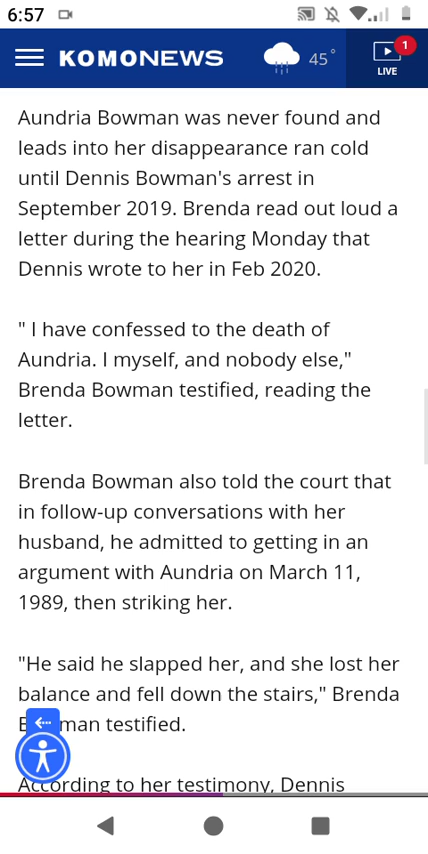 6:57
KOMONEWS
45°
1
LIVE
Aundria Bowman was never found and
leads into her disappearance ran cold
until Dennis Bowman's arrest in
September 2019. Brenda read out loud a
letter during the hearing Monday that
Dennis wrote to her in Feb 2020.
" I have confessed to the death of
Aundria. I myself, and nobody else,"
Brenda Bowman testified, reading the
letter.
Brenda Bowman also told the court that
in follow-up conversations with her
husband, he admitted to getting in an
argument with Aundria on March 11,
1989, then striking her.
"He said he slapped her, and she lost her
balance and fell down the stairs," Brenda
man testified.
According to her testimony, Dennis